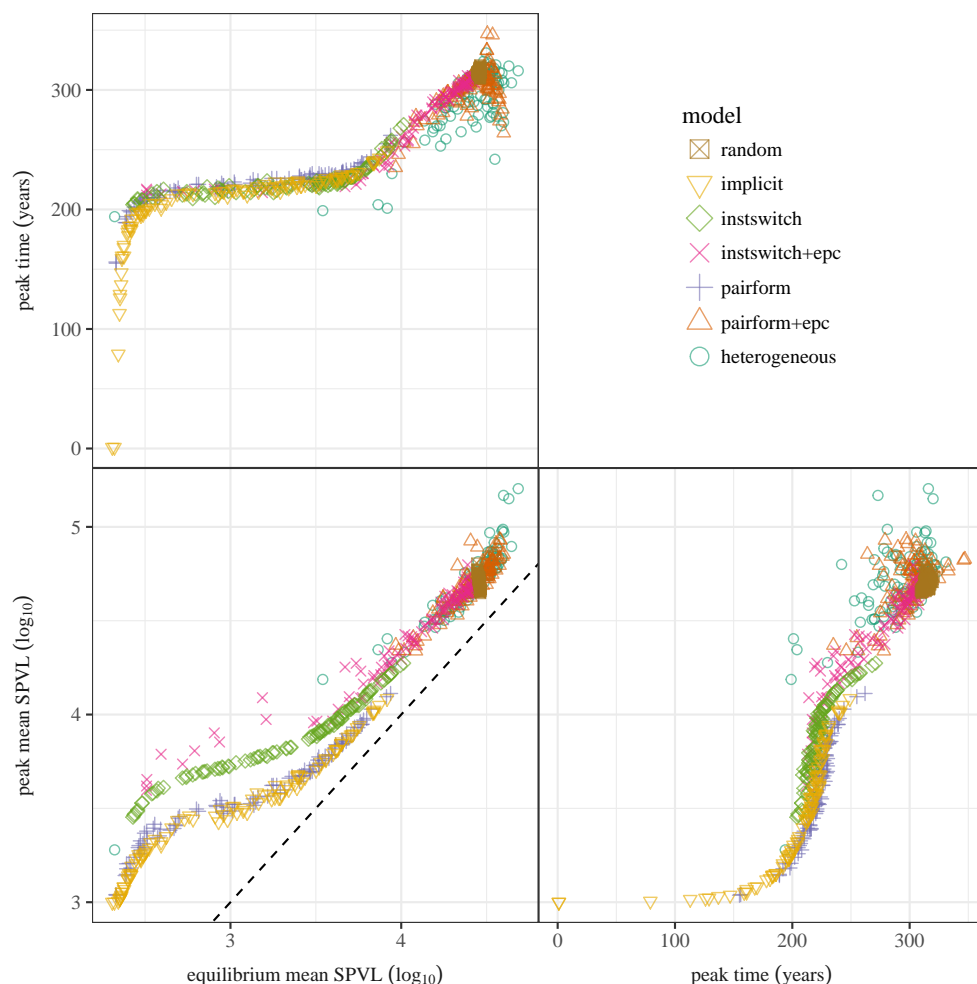 300
200
100
0
peak time (years)
model
random
implicit
instswitch
instswitch+epc
pairform
pairform+epc
heterogeneous
5
4
3
peak mean SPVL (log₁₀)
3 4
equilibrium mean SPVL (log₁₀)
0 100 200 300
peak time (years)